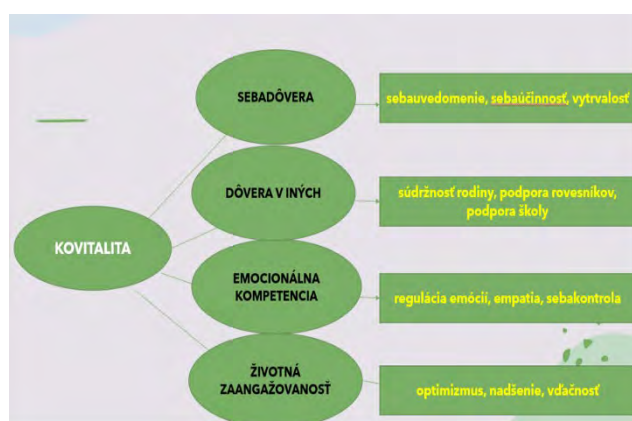 SEBADÔVERA
sebauvedomenie, sebaúčinnosť, vytrvalosť
DÔVERA V INÝCH
súdržnosť rodiny, podpora rovesníkov,
podpora školy
KOVITALITA
EMOCIONÁLNA
KOMPETENCIA
regulácia emócií, empatia, sebakontrola
ŽIVOTNÁ
ZAANGAŽOVANOSŤ
optimizmus, nadšenie, vďačnosť